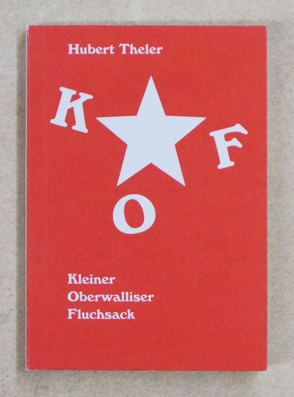 Hubert Theler
K F
O
Kleiner
Oberwalliser
Fluchsack